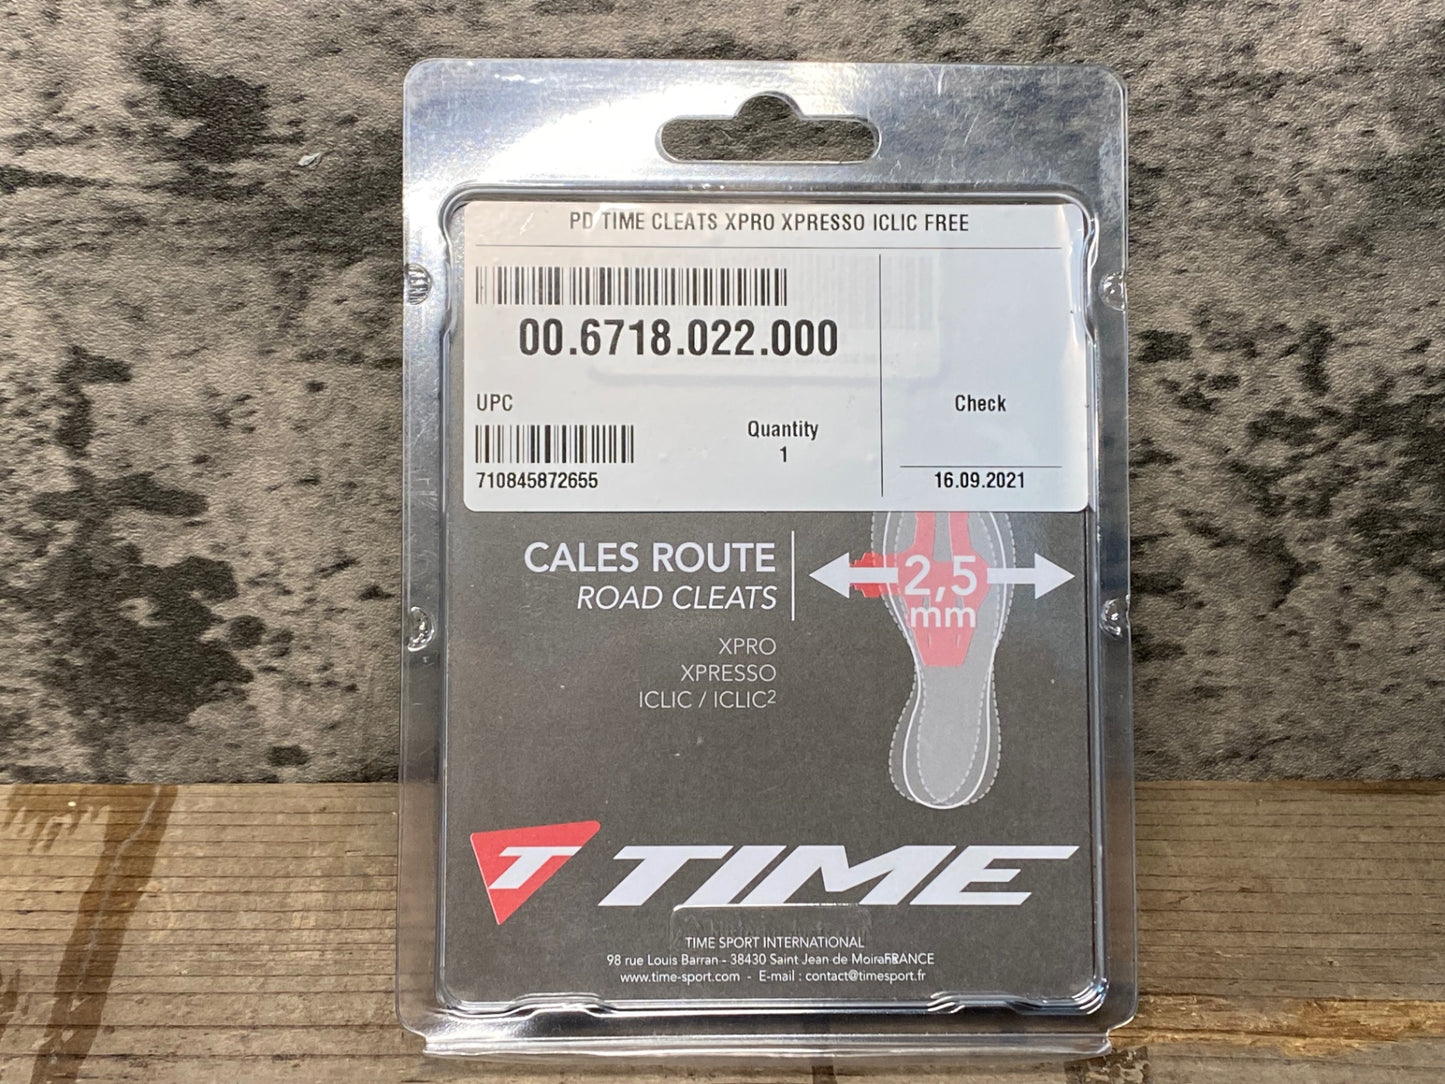 PD TIME CLEATS XPRO XPRESSO ICLIC FREE
00.6718.022.000
UPC
710845872655
Quantity
1
Check
16.09.2021
CALES ROUTE
ROAD CLEATS
2,5
mm
XPRO
XPRESSO
ICLIC / ICLIC²
T TIME
TIME SPORT INTERNATIONAL
98 rue Louis Barran - 38430 Saint Jean de Moirans FRANCE
www.time-sport.com - E-mail : contact@timesport.fr